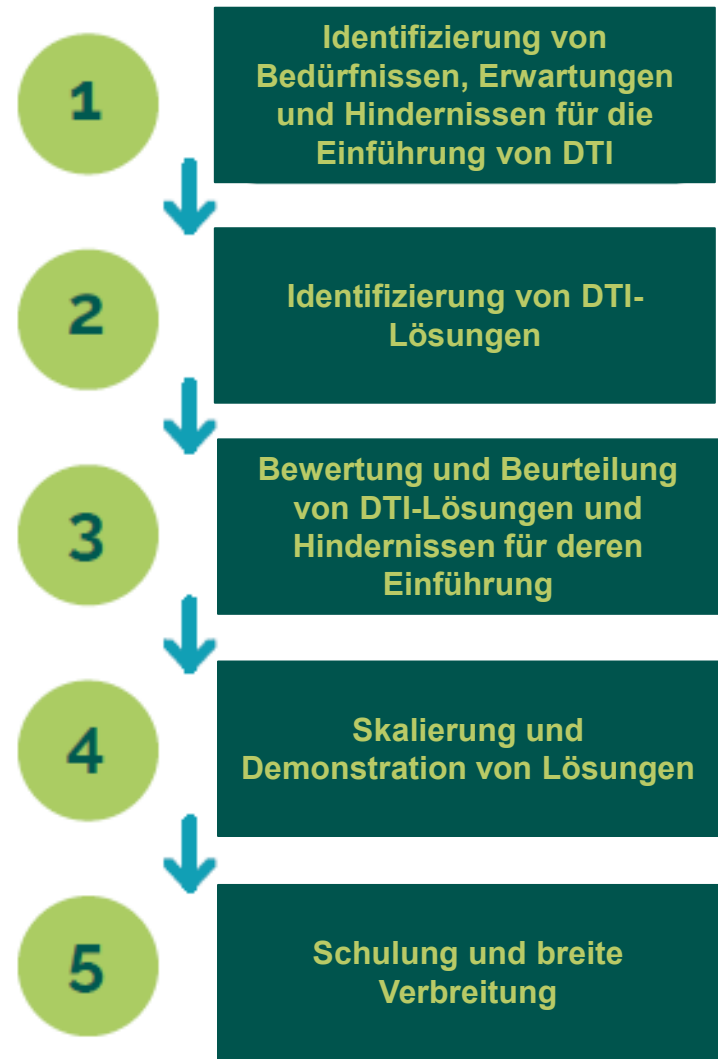 1
Identifizierung von
Bedürfnissen, Erwartungen
und Hindernissen für die
Einführung von DTI
2
Identifizierung von DTI-
Lösungen
3
Bewertung und Beurteilung
von DTI-Lösungen und
Hindernissen für deren
Einführung
4
Skalierung und
Demonstration von Lösungen
5
Schulung und breite
Verbreitung